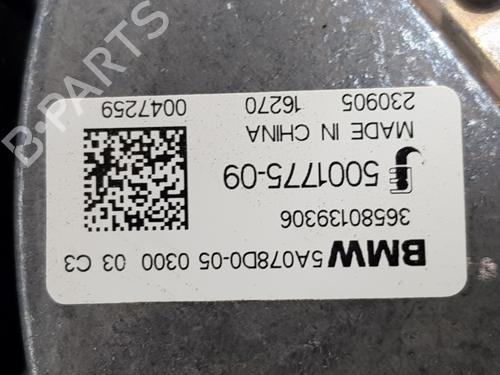 BMW 5A078D0-05 0300 03 C3
36580139306
5001775-09
MADE IN CHINA
230905 16270 0047259
B-PARTS